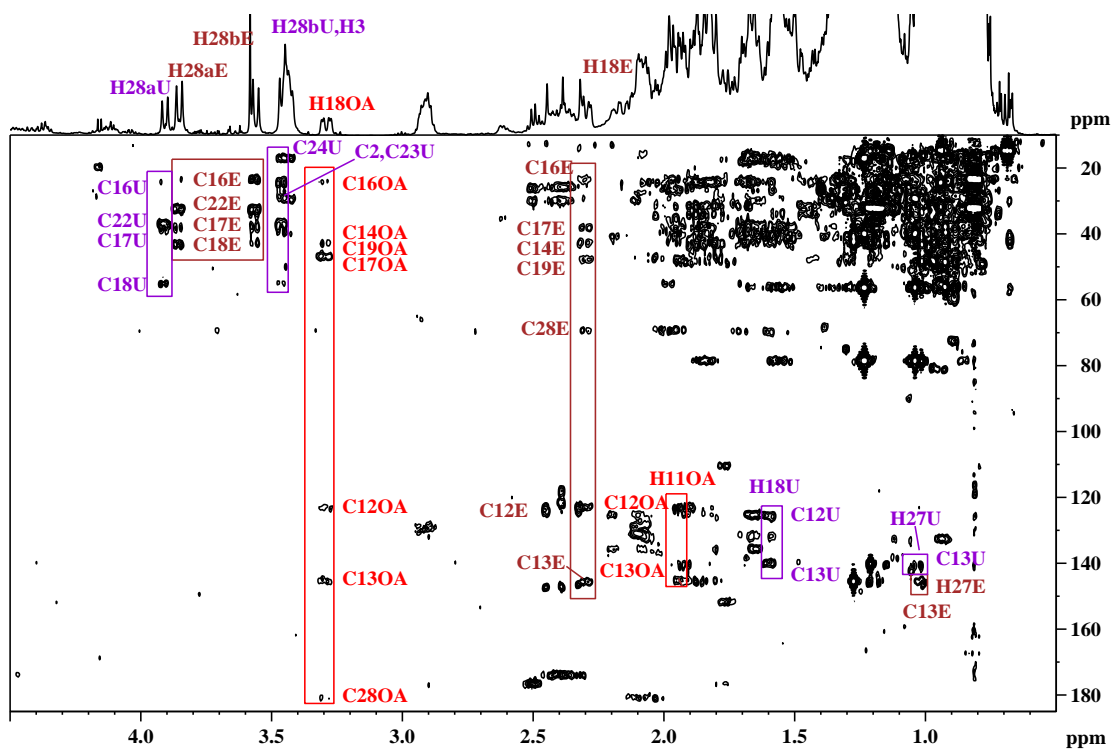 H28bU,H3
H28bE
H18E
H28aE
H28aU
H18OA
ppm
C24U
C2,C23U
C16E
C16U
C16E
C16OA
20
C22U
C22E
C17E
C17E
C14OA
C17U
C18E
C14E
C19OA
40
C17OA
C19E
C18U
60
C28E
80
100
H11OA
H18U
C12E
C12OA
C12OA
C12U
120
H27U
C13E
C13OA
C13U
C13U
140
C13OA
H27E
C13E
160
C28OA
180
4.0
3.5
3.0
2.5
2.0
1.5
1.0
ppm